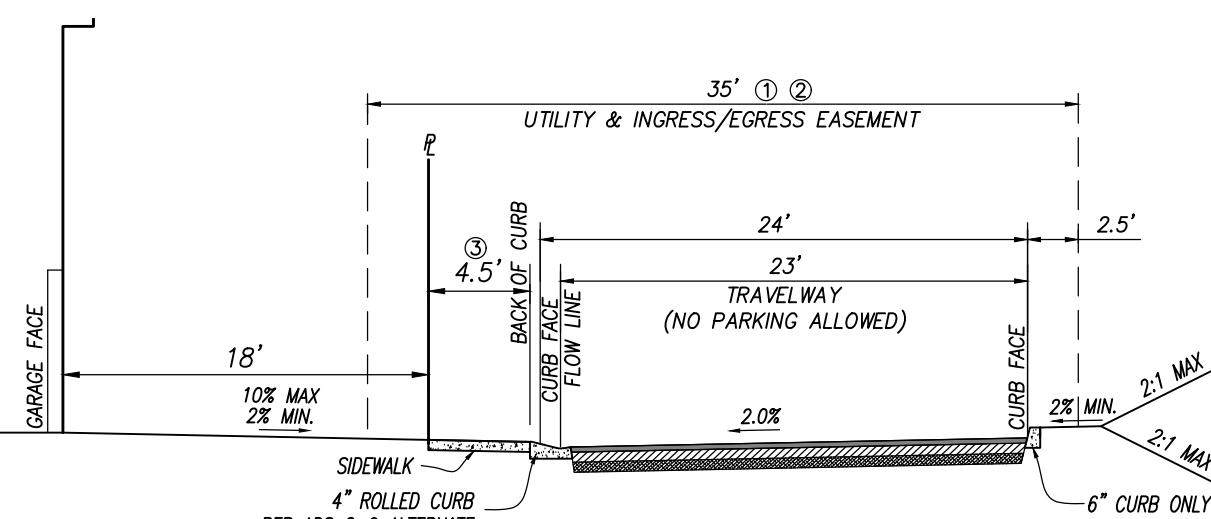 35' ① ②
UTILITY & INGRESS/EGRESS EASEMENT
PL
24'
2.5'
③
4.5'
BACK OF CURB
CURB FACE
FLOW LINE
23'
TRAVELWAY
(NO PARKING ALLOWED)
CURB FACE
GARAGE FACE
18'
10% MAX
2% MIN.
2.0%
2% MIN.
2:1 MAX
2:1 MAX
SIDEWALK
4" ROLLED CURB
6" CURB ONLY